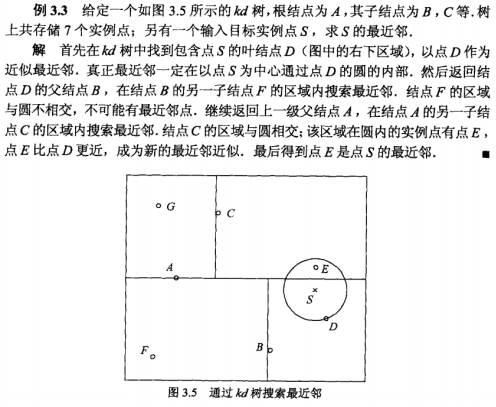 例 3.3 给定一个如图 3.5 所示的 kd 树,根结点为 A,其子结点为 B,C 等.树
上共存储 7 个实例点;另有一个输入目标实例点 S,求 S 的最近邻.
解 首先在 kd 树中找到包含点 S 的叶结点 D (图中的右下区域),以点 D 作为
近似最近邻.真正最近邻一定在以点 S 为中心通过点 D 的圆的内部.然后返回结
点 D 的父结点 B,在结点 B 的另一子结点 F 的区域内搜索最近邻.结点 F 的区域
与圆不相交,不可能有最近邻点.继续返回上一级父结点 A,在结点 A 的另一子结
点 C 的区域内搜索最近邻.结点 C 的区域与圆相交;该区域在圆内的实例点有点 E,
点 E 比点 D 更近,成为新的最近邻近似.最后得到点 E 是点 S 的最近邻. ■
G
C
A
E
S
D
B
F
图 3.5 通过 kd 树搜索最近邻